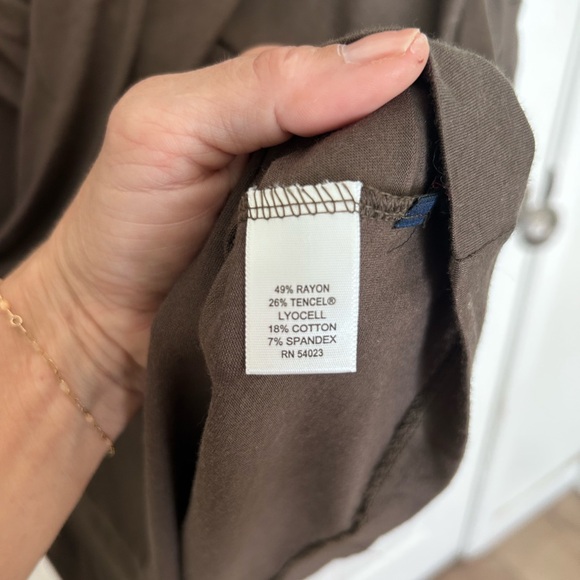 49% RAYON
26% TENCEL®
LYOCELL
18% COTTON
7% SPANDEX
RN 54023